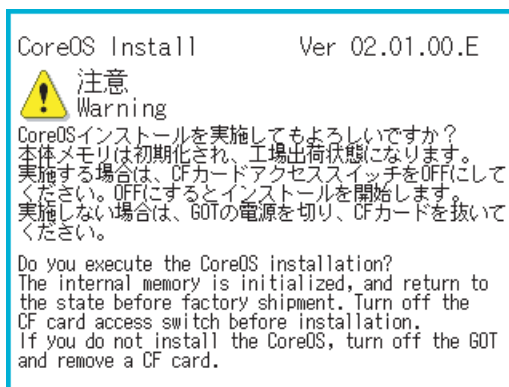 CoreOS Install Ver 02.01.00.E
注意
Warning
CoreOSインストールを実施してもよろしいですか？
本体メモリは初期化され、工場出荷状態になります。
実施する場合は、CFカードアクセススイッチをOFFにして
ください。OFFにするとインストールを開始します。
実施しない場合は、GOTの電源を切り、CFカードを抜いて
ください。
Do you execute the CoreOS installation?
The internal memory is initialized, and return to
the state before factory shipment. Turn off the
CF card access switch before installation.
If you do not install the CoreOS, turn off the GOT
and remove a CF card.